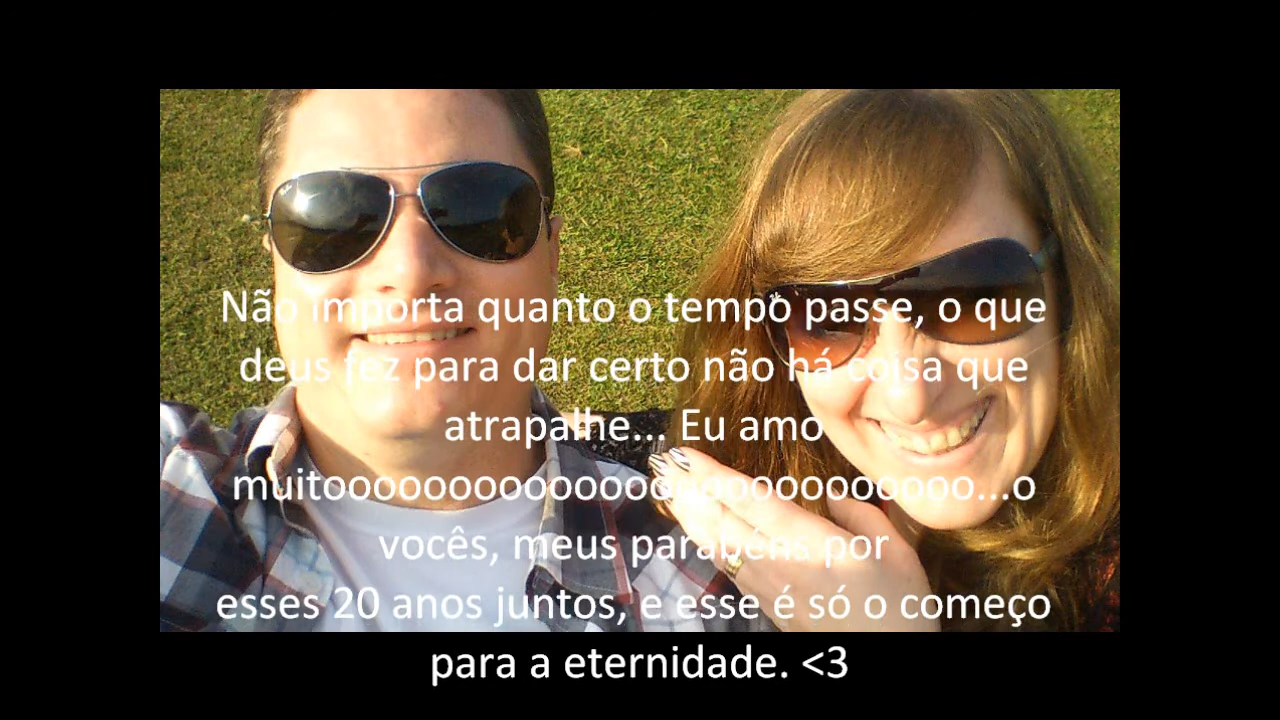 Não importa quanto o tempo passe, o que
deus fez para dar certo não há coisa que
atrapalhe... Eu amo
muitoooooooooooooouooooooooooo...o
vocês, meus parabéns por
esses 20 anos juntos, e esse é só o começo
para a eternidade. <3